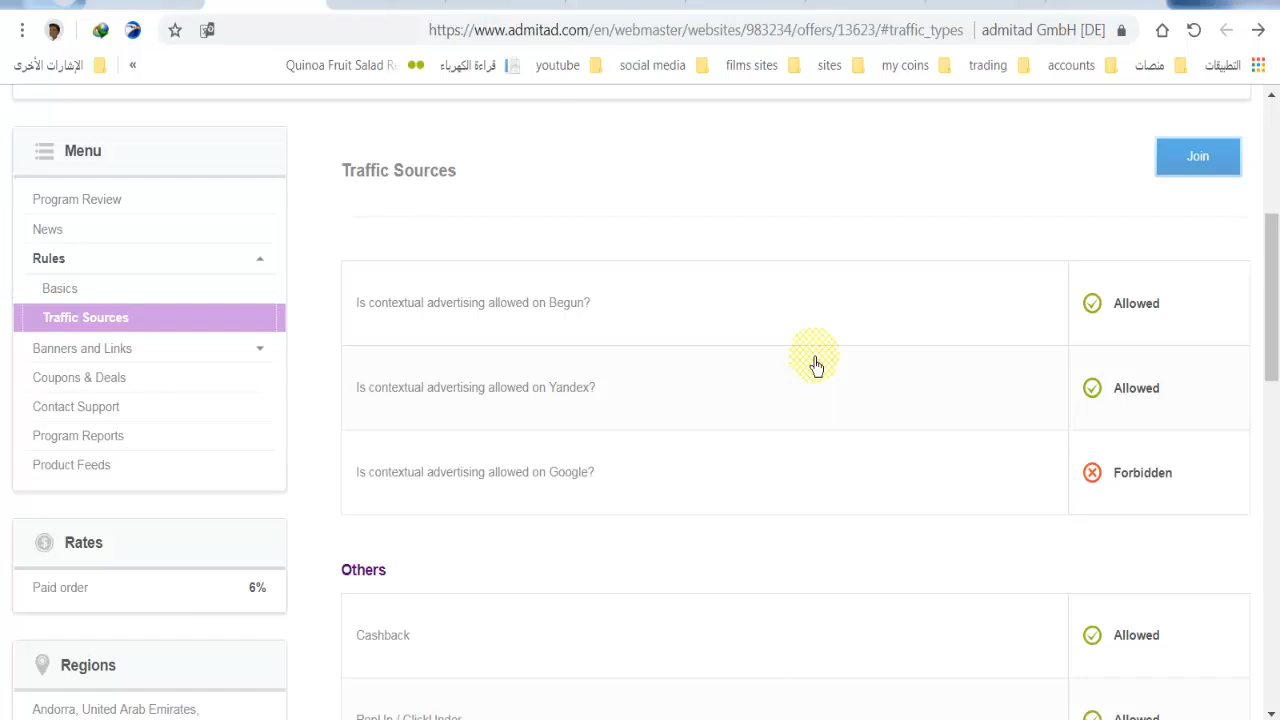 https://www.admitad.com/en/webmaster/websites/983234/offers/13623/#traffic_types
admitad GmbH [DE]
الإشارات الأخرى
«
Quinoa Fruit Salad Re
قراءة الكهرباء
youtube
social media
films sites
sites
my coins
trading
accounts
منصات
التطبيقات
Menu
Program Review
News
Rules
Basics
Traffic Sources
Banners and Links
Coupons & Deals
Contact Support
Program Reports
Product Feeds
Rates
Paid order 6%
Regions
Andorra, United Arab Emirates,
Traffic Sources
Join
Is contextual advertising allowed on Begun? Allowed
Is contextual advertising allowed on Yandex? Allowed
Is contextual advertising allowed on Google? Forbidden
Others
Cashback Allowed
PopUp / ClickUnder Allowed